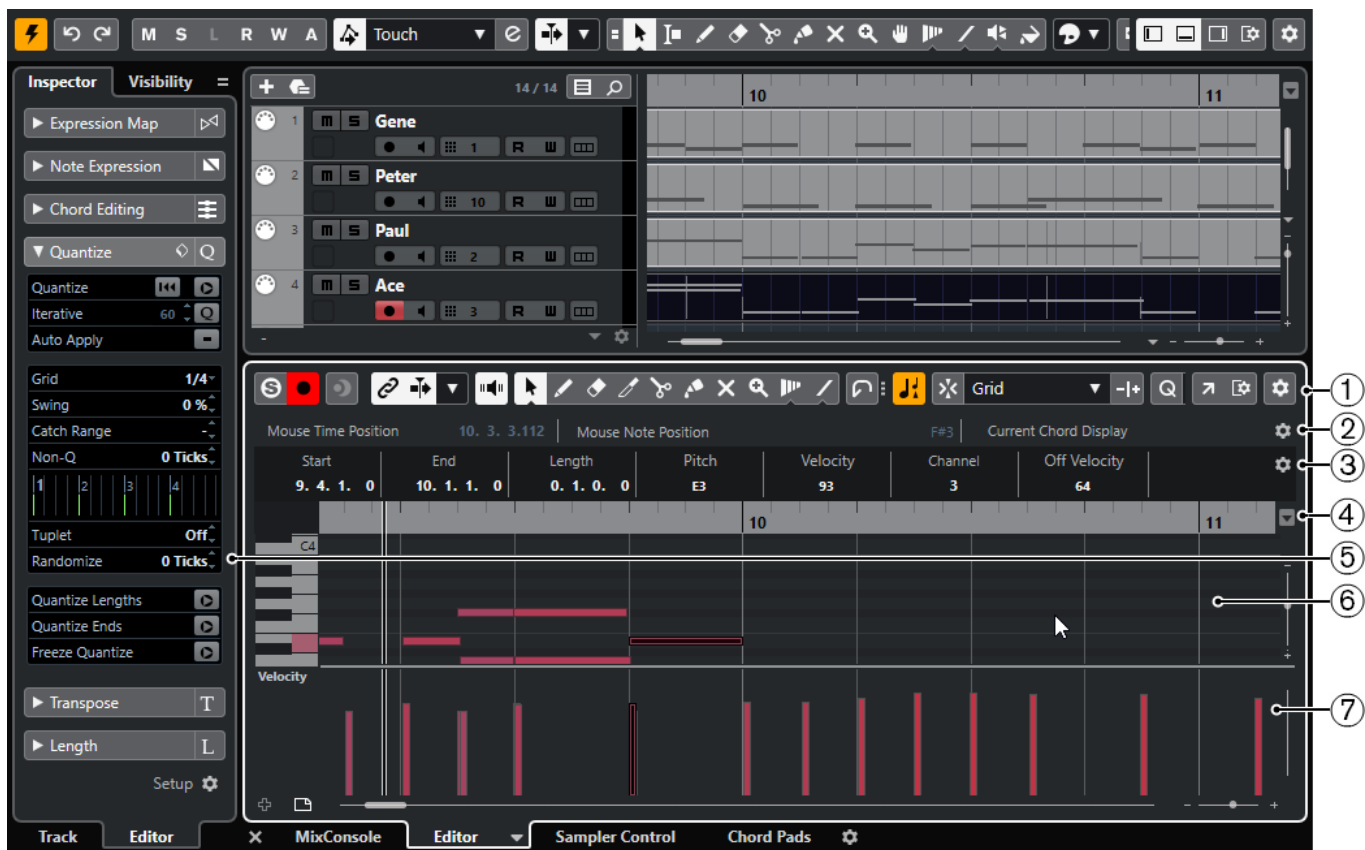 M S L R W A Touch
Inspector Visibility
14 / 14
10 11
Expression Map
Note Expression
Chord Editing
Quantize Q
Quantize
Iterative 60 Q
Auto Apply
Grid 1/4
Swing 0 %
Catch Range -
Non-Q 0 Ticks
1 2 3 4
Tuplet Off
Randomize 0 Ticks
Quantize Lengths
Quantize Ends
Freeze Quantize
Transpose T
Length L
Setup
1 m S Gene
1 R W
2 m S Peter
10 R W
3 m S Paul
2 R W
4 m S Ace
3 R W
S Grid Q
1
Mouse Time Position 10. 3. 3.112 Mouse Note Position F#3 Current Chord Display
2
Start End Length Pitch Velocity Channel Off Velocity
9. 4. 1. 0 10. 1. 1. 0 0. 1. 0. 0 E3 93 3 64
3
10 11
4
C4
5
6
Velocity
7
Track Editor MixConsole Editor Sampler Control Chord Pads